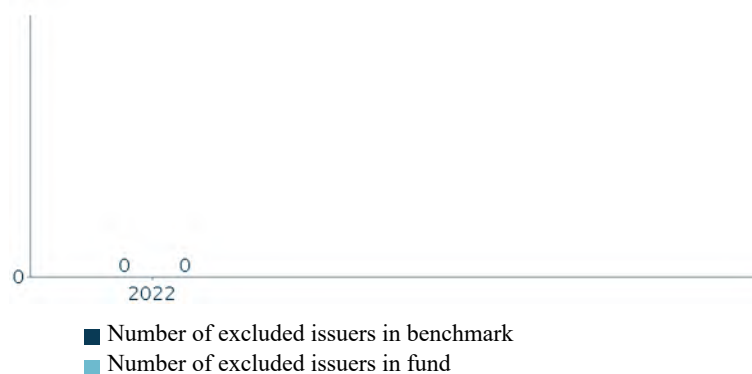 0 0
0
2022
Number of excluded issuers in benchmark
Number of excluded issuers in fund